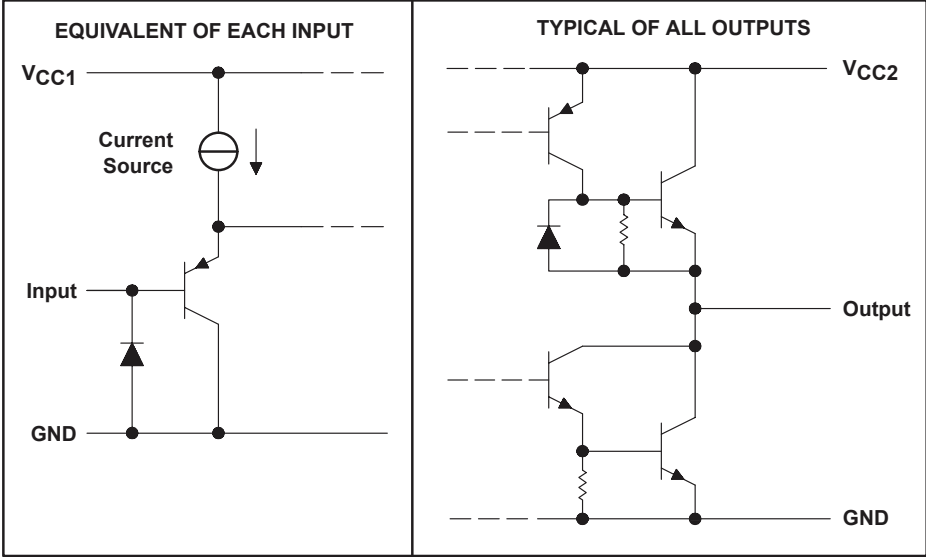 EQUIVALENT OF EACH INPUT
VCC1
Current
Source
Input
GND
TYPICAL OF ALL OUTPUTS
VCC2
Output
GND